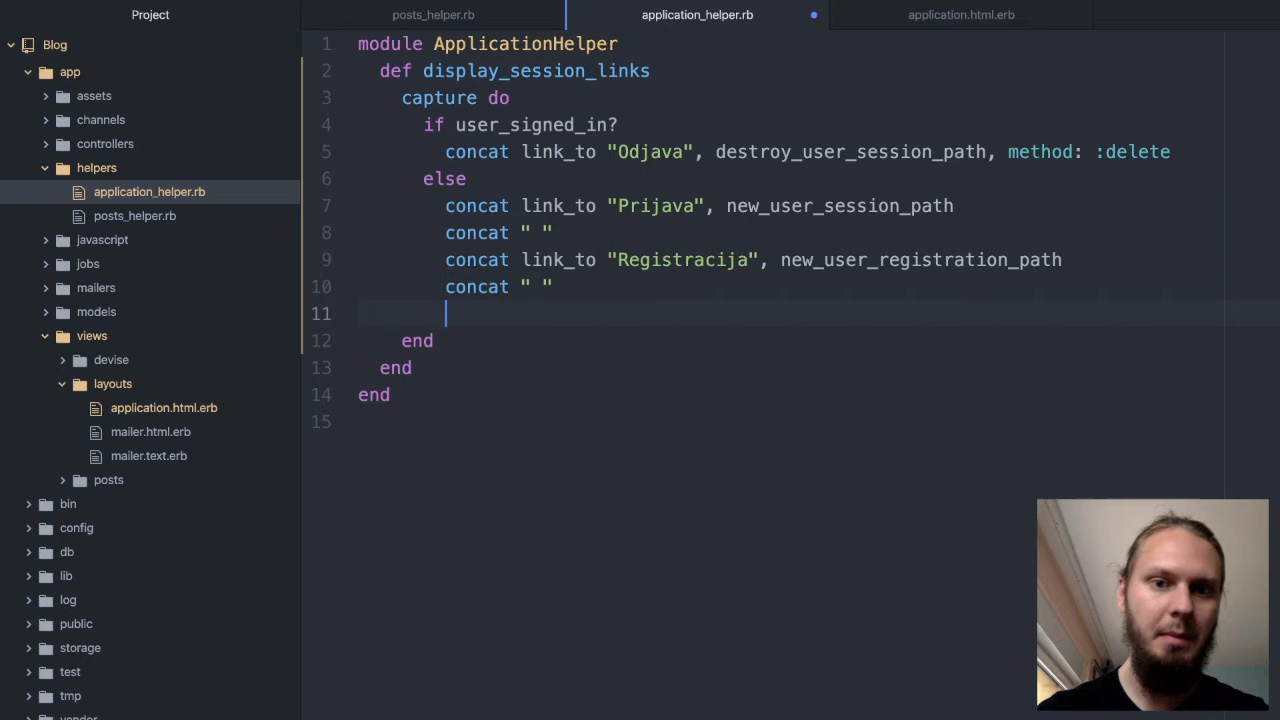 Project
posts_helper.rb
application_helper.rb
application.html.erb
Blog
app
assets
channels
controllers
helpers
application_helper.rb
posts_helper.rb
javascript
jobs
mailers
models
views
devise
layouts
application.html.erb
mailer.html.erb
mailer.text.erb
posts
bin
config
db
lib
log
public
storage
test
tmp
vendor
1 module ApplicationHelper
2 def display_session_links
3 capture do
4 if user_signed_in?
5 concat link_to "Odjava", destroy_user_session_path, method: :delete
6 else
7 concat link_to "Prijava", new_user_session_path
8 concat " "
9 concat link_to "Registracija", new_user_registration_path
10 concat " "
11
12 end
13 end
14 end
15